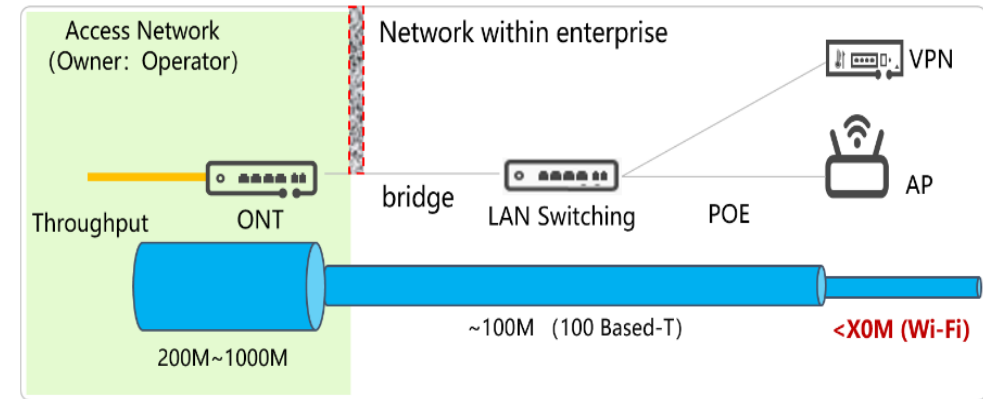 Access Network
(Owner: Operator)
Network within enterprise
VPN
AP
bridge
LAN Switching
POE
Throughput
ONT
~100M (100 Based-T)
<X0M (Wi-Fi)
200M~1000M